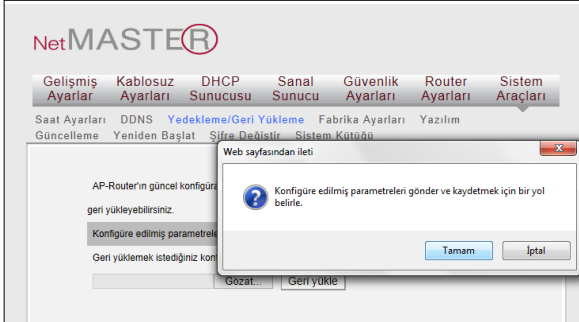 NetMASTER
Gelişmiş Ayarlar Kablosuz Ayarları DHCP Sunucusu Sanal Sunucu Güvenlik Ayarları Router Ayarları Sistem Araçları
Saat Ayarları DDNS Yedekleme/Geri Yükleme Fabrika Ayarları Yazılım
Güncelleme Yeniden Başlat Şifre Değiştir Sistem Kütüğü
Web sayfasından ileti
Konfigüre edilmiş parametreleri gönder ve kaydetmek için bir yol
belirle.
Tamam İptal
AP-Router'ın güncel
geri yükleyebilirsiniz.
Konfigüre edilmiş
Geri yüklemek istediğiniz
Gözat... Geri yükle